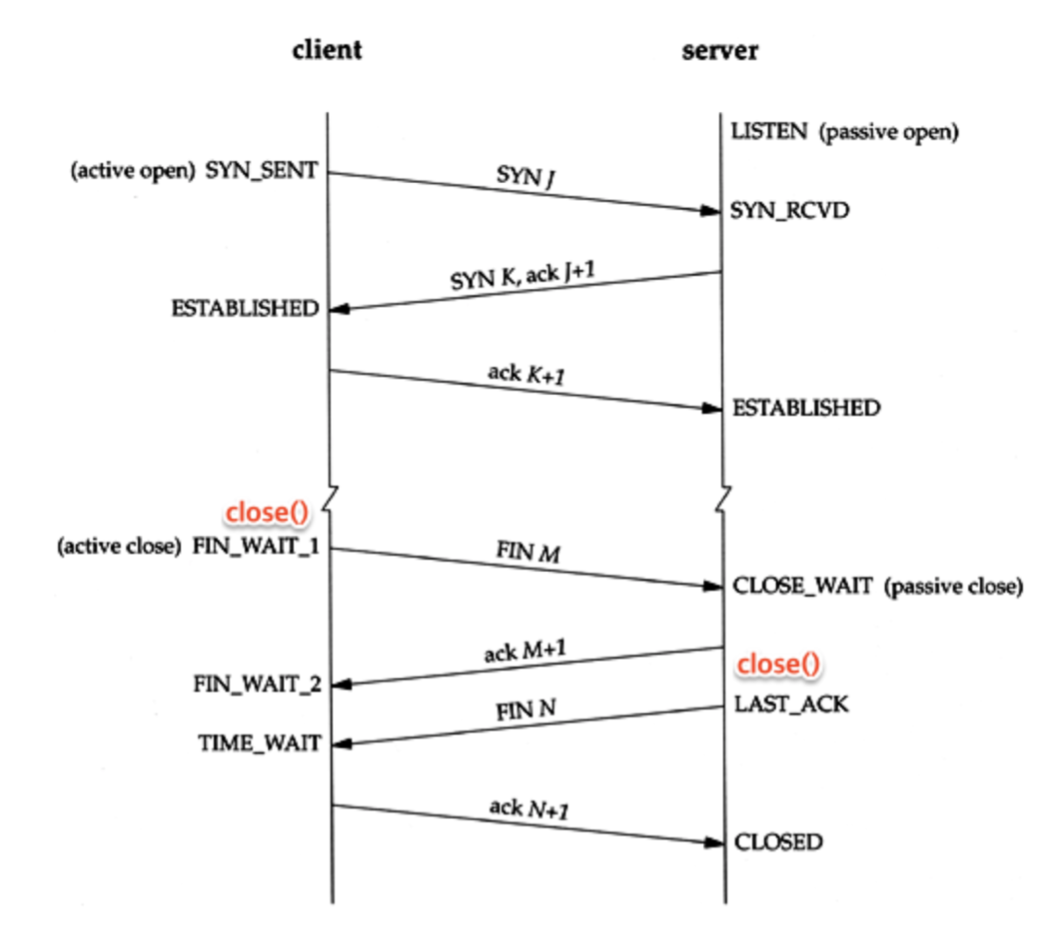 client
server
LISTEN (passive open)
(active open) SYN_SENT
SYN J
SYN_RCVD
SYN K, ack J+1
ESTABLISHED
ack K+1
ESTABLISHED
close()
(active close) FIN_WAIT_1
FIN M
CLOSE_WAIT (passive close)
ack M+1
close()
FIN_WAIT_2
FIN N
LAST_ACK
TIME_WAIT
ack N+1
CLOSED